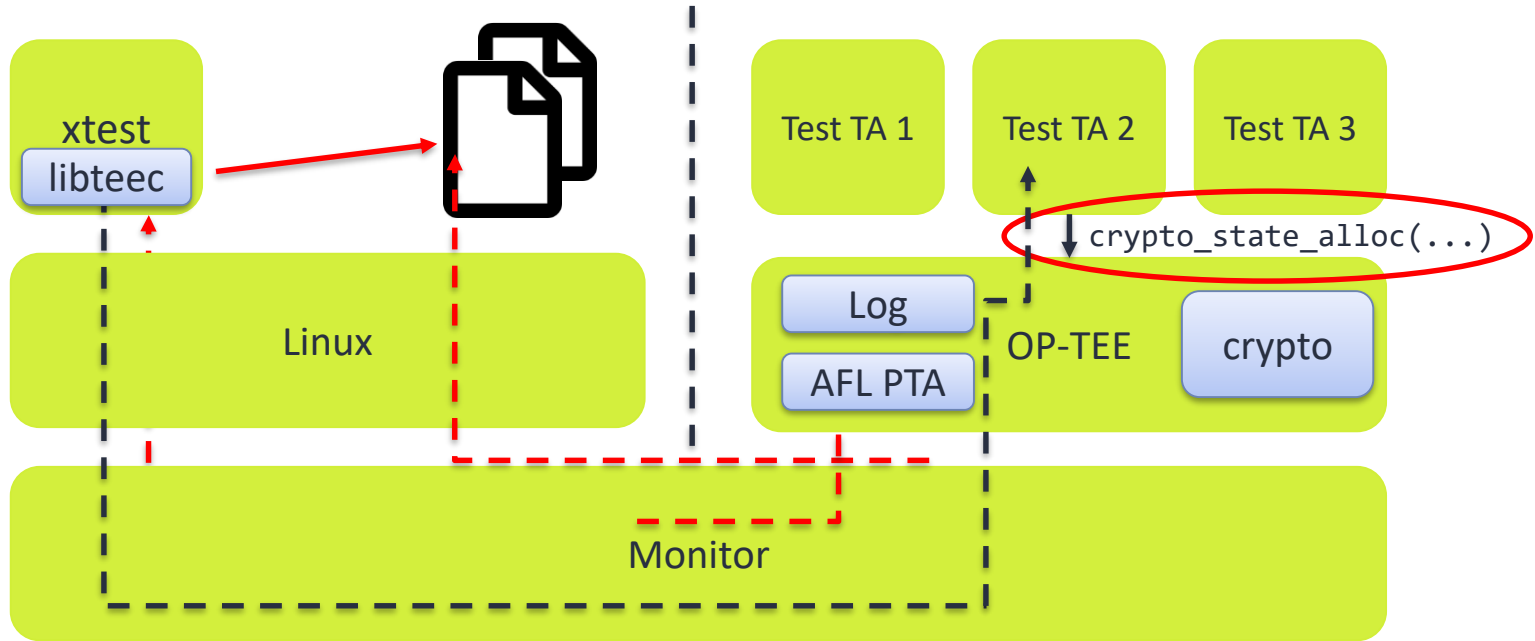 xtest
libteec
Test TA 1
Test TA 2
Test TA 3
crypto_state_alloc(...)
Linux
Log
AFL PTA
OP-TEE
crypto
Monitor